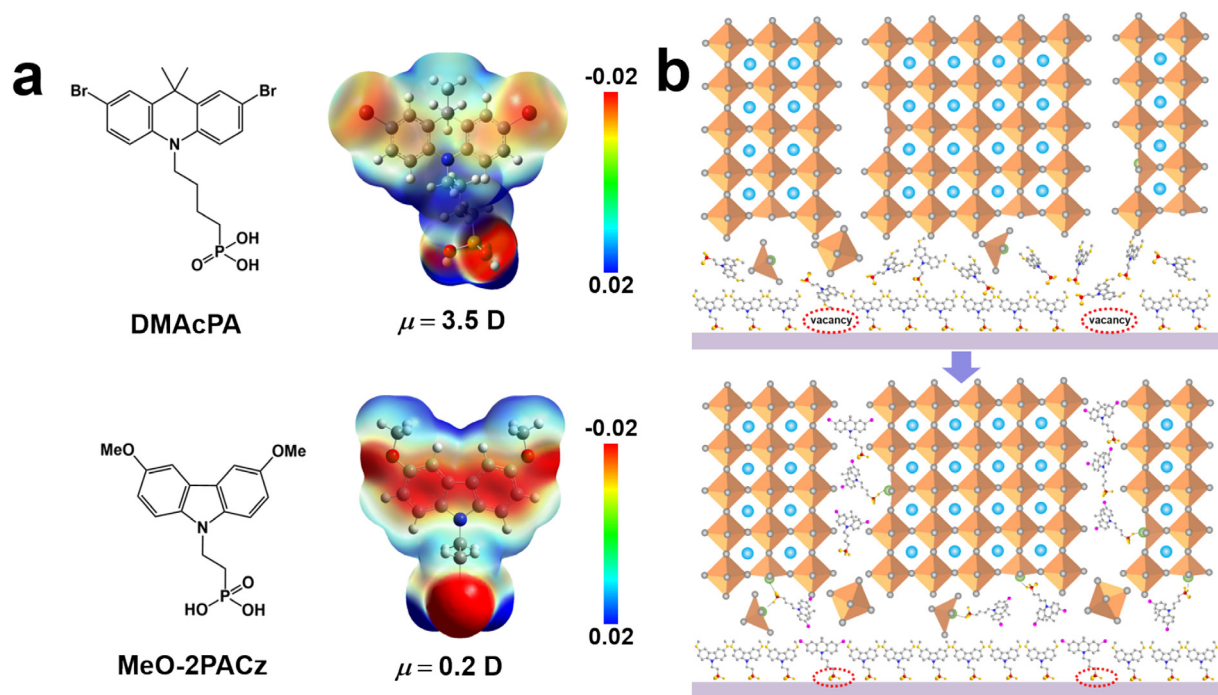 a
Br
Br
N
P
OH
O
OH
DMAcPA
-0.02
0.02
μ = 3.5 D
MeO
OMe
N
O
P
HO
OH
MeO-2PACz
-0.02
0.02
μ = 0.2 D
b
vacancy
vacancy